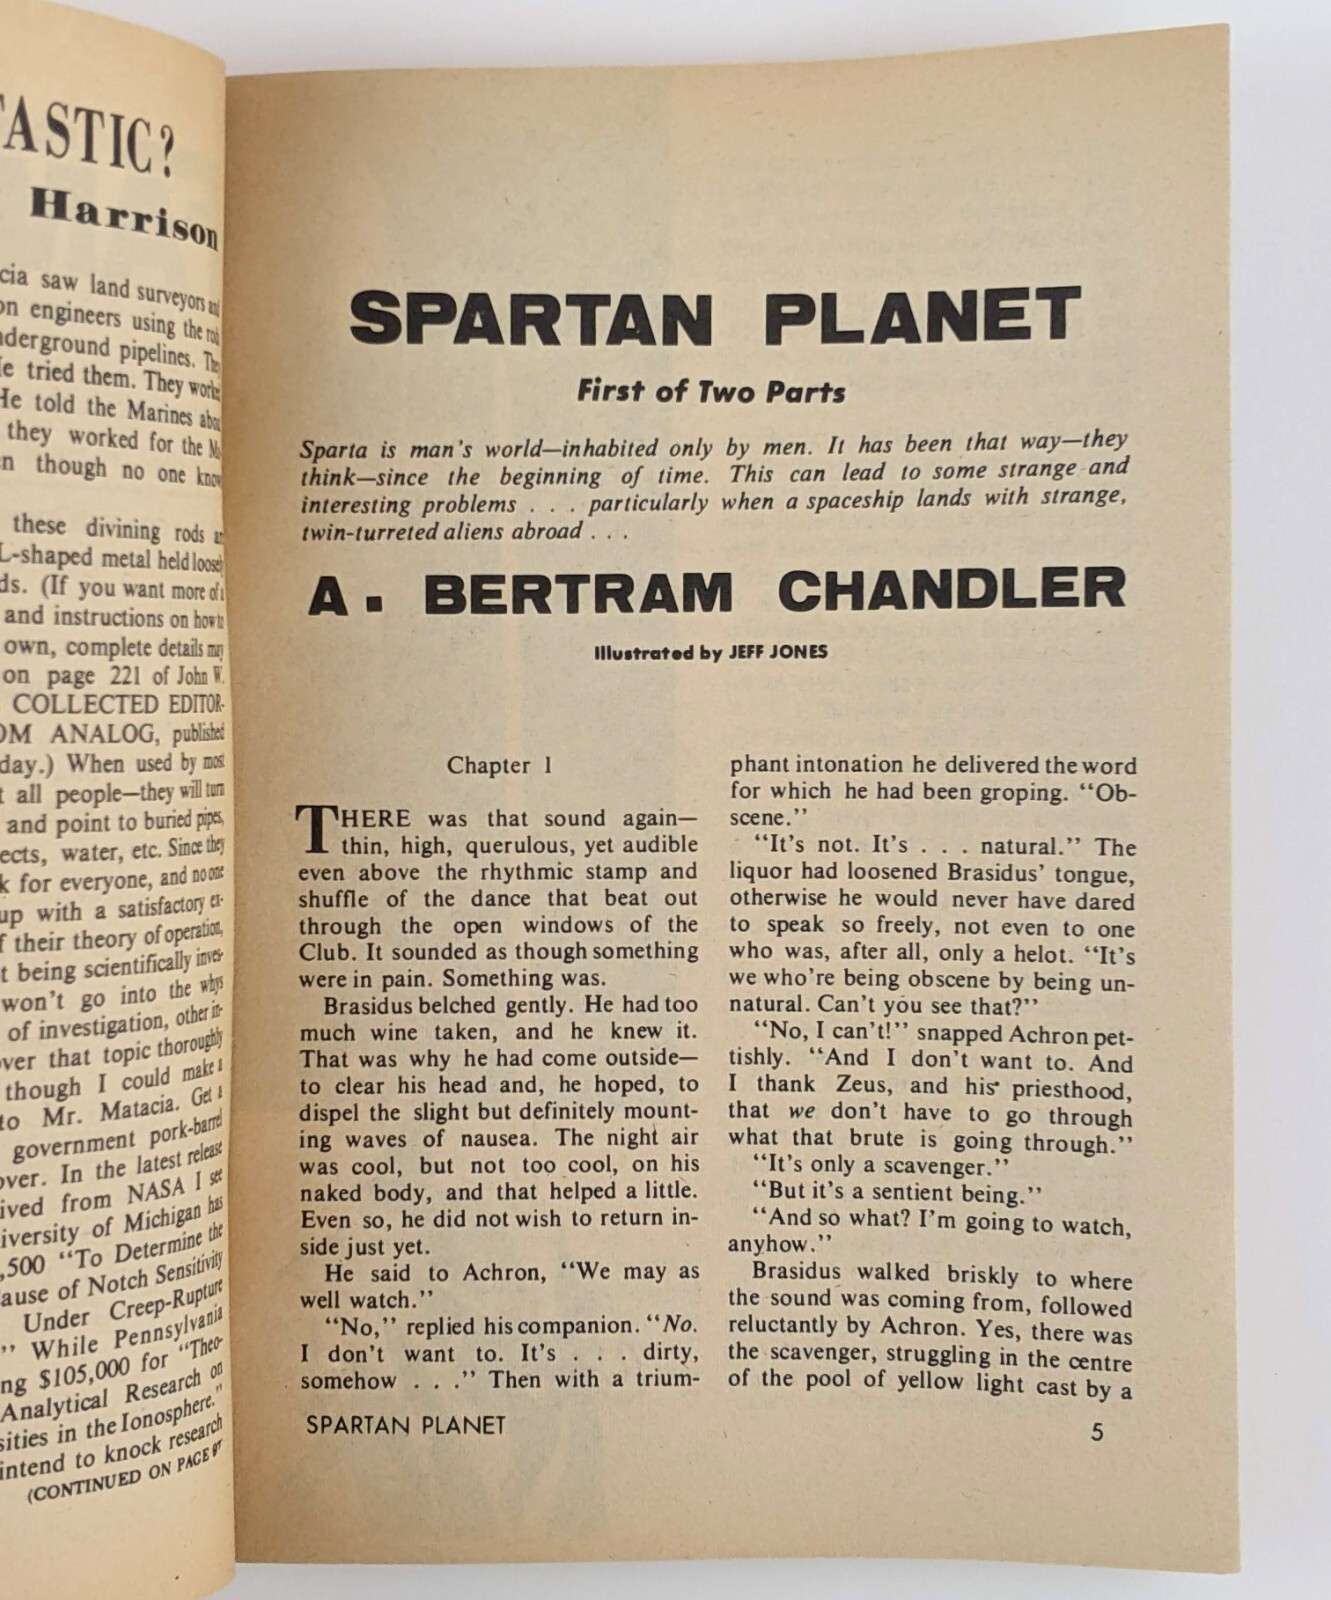 TASTIC?
Harrison
cia saw land surveyors and
on engineers using the rods
nderground pipelines. They
He tried them. They worked
He told the Marines about
they worked for the
n though no one know
these divining rods
L-shaped metal held loosely
ds. (If you want more of
and instructions on how to
own, complete details may
on page 221 of John W.
COLLECTED EDITOR-
OM ANALOG, published
day.) When used by most
t all people—they will turn
and point to buried pipes,
ects, water, etc. Since they
k for everyone, and no one
up with a satisfactory ex-
f their theory of operation,
t being scientifically inves-
won't go into the whys
of investigation, other in-
over that topic thoroughly
though I could make a
to Mr. Matacia. Get a
government pork-barrel
over. In the latest release
ived from NASA I see
iversity of Michigan has
,500 “To Determine the
ause of Notch Sensitivity
Under Creep-Rupture
” While Pennsylvania
ng $105,000 for “Theo-
Analytical Research on
sities in the Ionosphere.”
intend to knock research
(CONTINUED ON PAGE
SPARTAN PLANET
First of Two Parts
Sparta is man's world—inhabited only by men. It has been that way—they
think—since the beginning of time. This can lead to some strange and
interesting problems . . . particularly when a spaceship lands with strange,
twin-turreted aliens abroad . . .
A. BERTRAM CHANDLER
Illustrated by JEFF JONES
Chapter 1
THERE was that sound again—
thin, high, querulous, yet audible
even above the rhythmic stamp and
shuffle of the dance that beat out
through the open windows of the
Club. It sounded as though something
were in pain. Something was.
Brasidus belched gently. He had too
much wine taken, and he knew it.
That was why he had come outside—
to clear his head and, he hoped, to
dispel the slight but definitely mount-
ing waves of nausea. The night air
was cool, but not too cool, on his
naked body, and that helped a little.
Even so, he did not wish to return in-
side just yet.
He said to Achron, “We may as
well watch.”
“No,” replied his companion. “No.
I don't want to. It's . . . dirty,
somehow . . .” Then with a trium-
phant intonation he delivered the word
for which he had been groping. “Ob-
scene.”
“It's not. It's . . . natural.” The
liquor had loosened Brasidus' tongue,
otherwise he would never have dared
to speak so freely, not even to one
who was, after all, only a helot. “It's
we who're being obscene by being un-
natural. Can't you see that?”
“No, I can't!” snapped Achron pet-
tishly. “And I don't want to. And
I thank Zeus, and his priesthood,
that we don't have to go through
what that brute is going through.”
“It's only a scavenger.”
“But it's a sentient being.”
“And so what? I'm going to watch,
anyhow.”
Brasidus walked briskly to where
the sound was coming from, followed
reluctantly by Achron. Yes, there was
the scavenger, struggling in the centre
of the pool of yellow light cast by a
SPARTAN PLANET
5